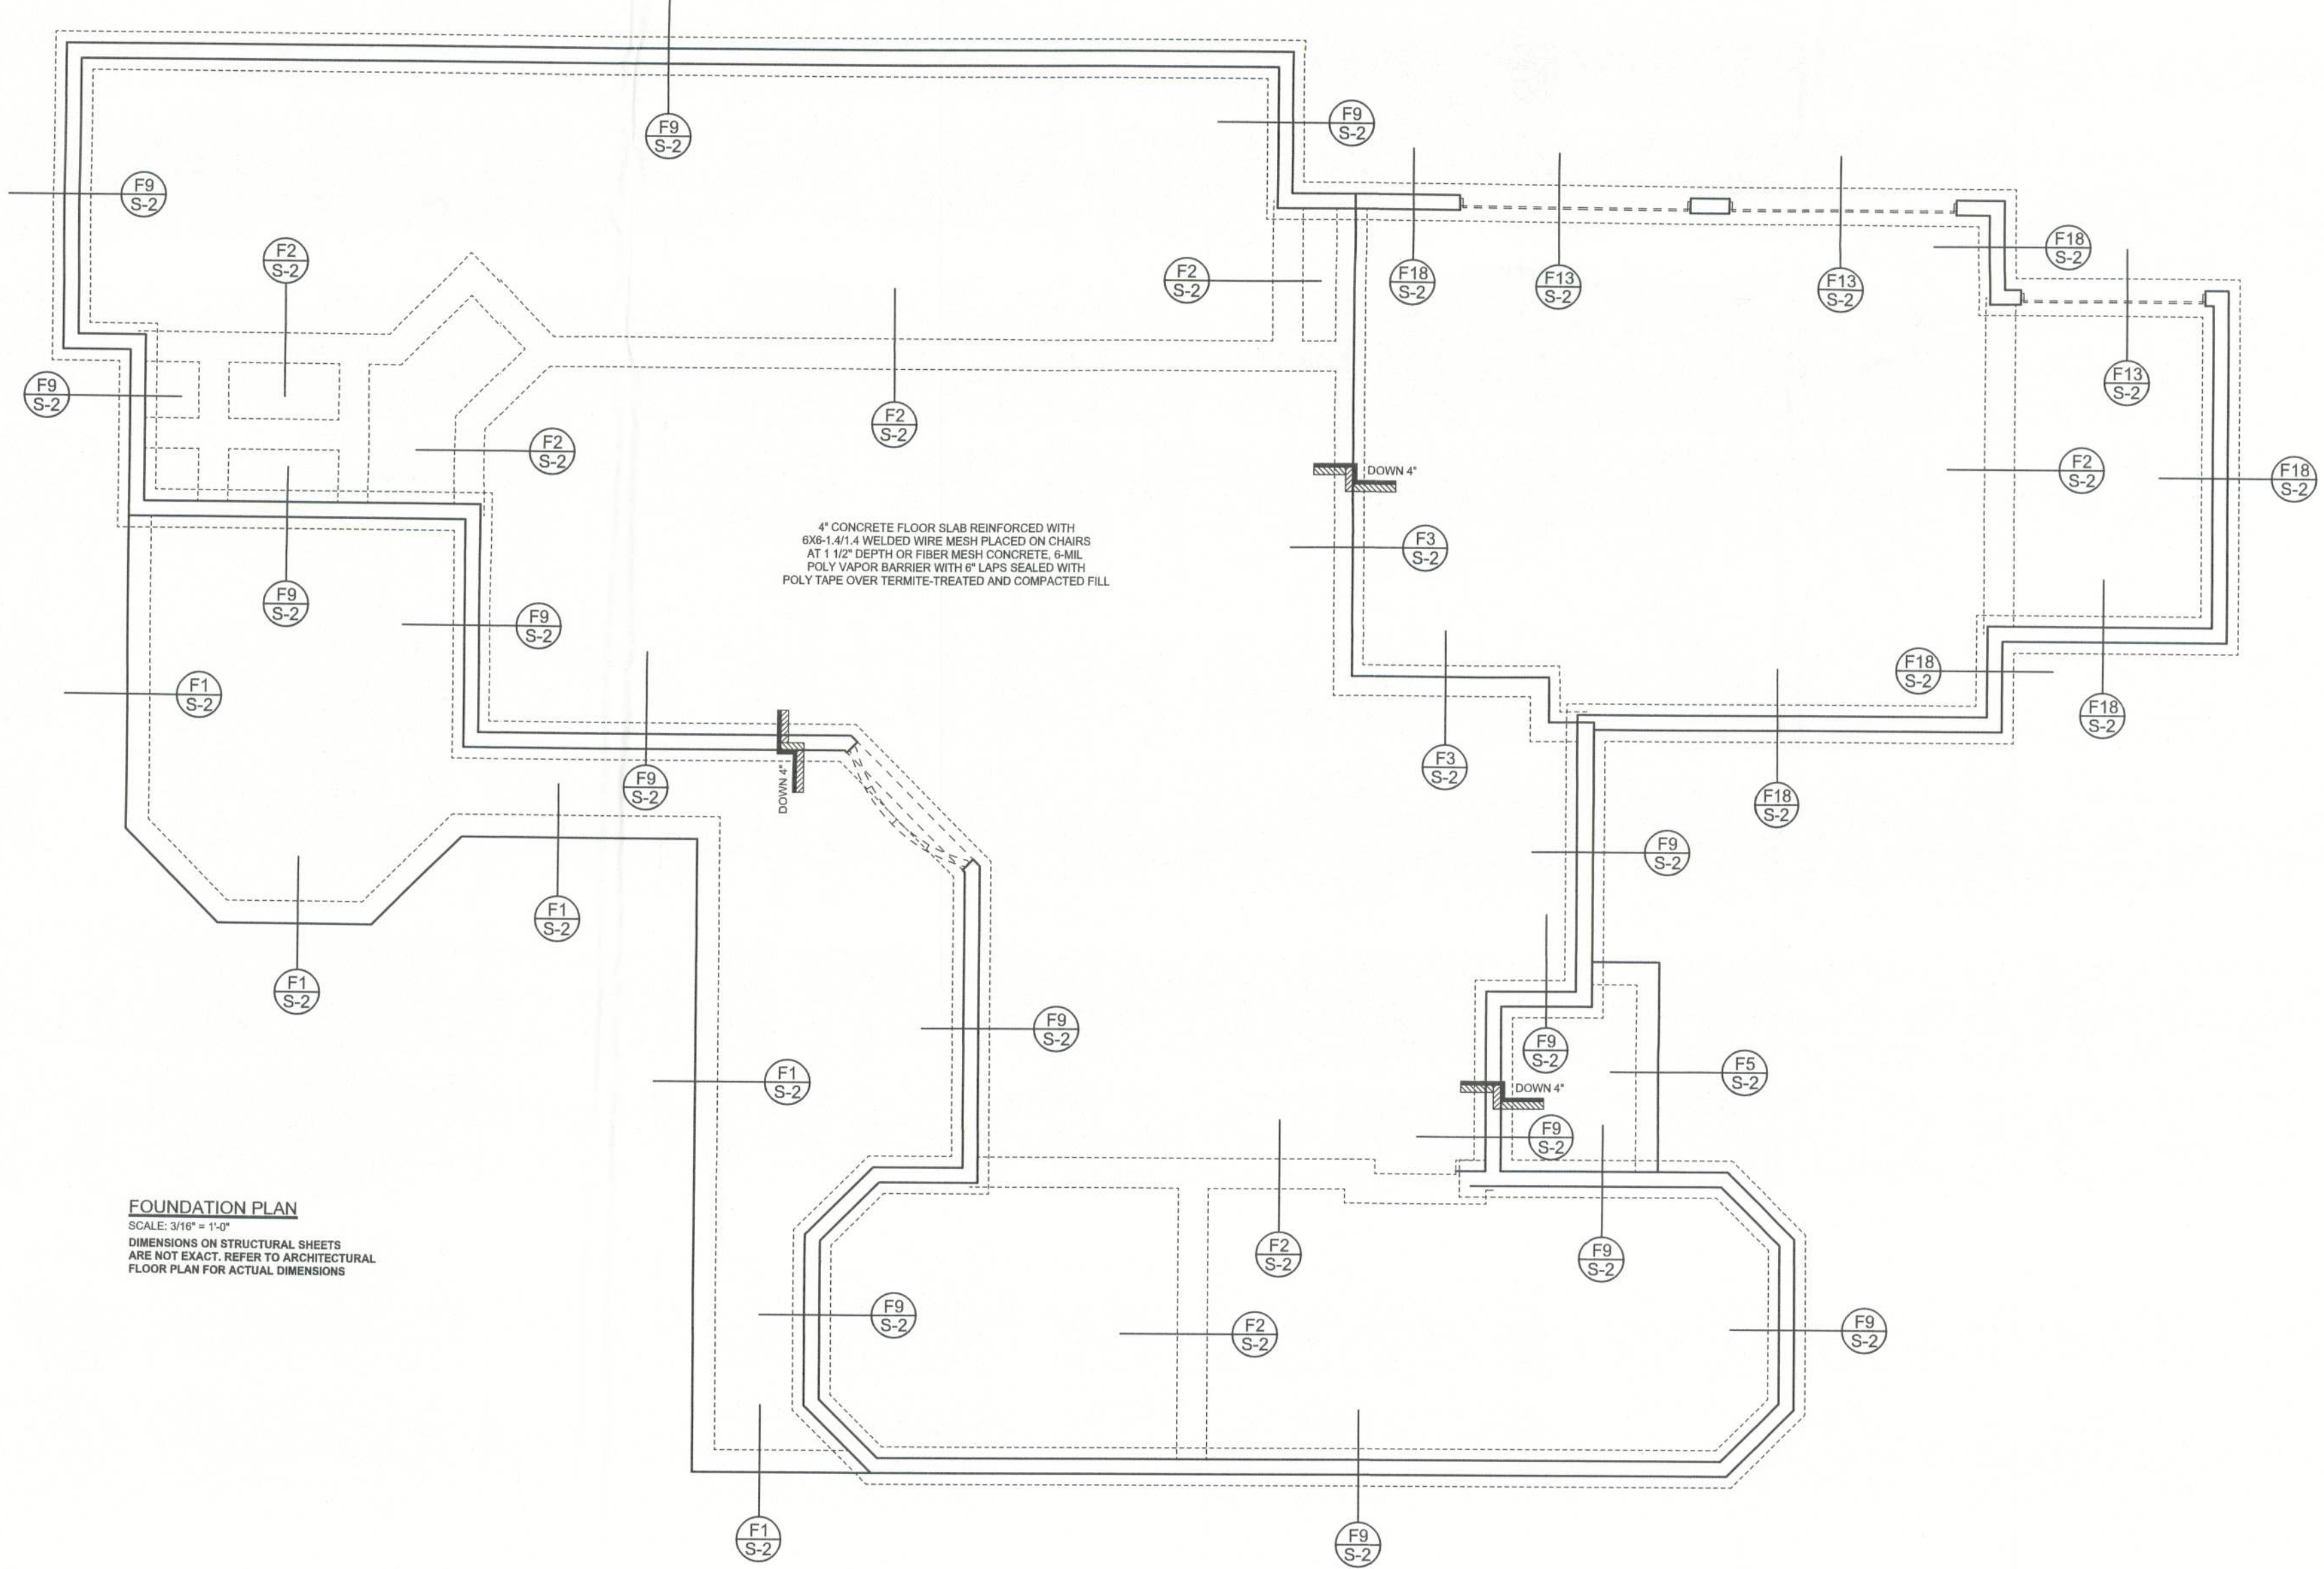 F9
S-2
F9
S-2
F9
S-2
F2
S-2
F18
S-2
F2
S-2
F18
S-2
F13
S-2
F13
S-2
F13
S-2
F9
S-2
F2
S-2
F2
S-2
DOWN 4"
F2
S-2
F18
S-2
4" CONCRETE FLOOR SLAB REINFORCED WITH
6X6-1.4/1.4 WELDED WIRE MESH PLACED ON CHAIRS
AT 1 1/2" DEPTH OR FIBER MESH CONCRETE, 6-MIL
POLY VAPOR BARRIER WITH 6" LAPS SEALED WITH
POLY TAPE OVER TERMITE-TREATED AND COMPACTED FILL
F3
S-2
F9
S-2
F9
S-2
F18
S-2
F1
S-2
F18
S-2
F9
S-2
DOWN 4"
F3
S-2
F18
S-2
F9
S-2
F1
S-2
F1
S-2
F9
S-2
F9
S-2
F1
S-2
F5
S-2
DOWN 4"
F9
S-2
FOUNDATION PLAN
SCALE: 3/16" = 1'-0"
DIMENSIONS ON STRUCTURAL SHEETS
ARE NOT EXACT. REFER TO ARCHITECTURAL
FLOOR PLAN FOR ACTUAL DIMENSIONS
F2
S-2
F9
S-2
F9
S-2
F2
S-2
F9
S-2
F1
S-2
F9
S-2